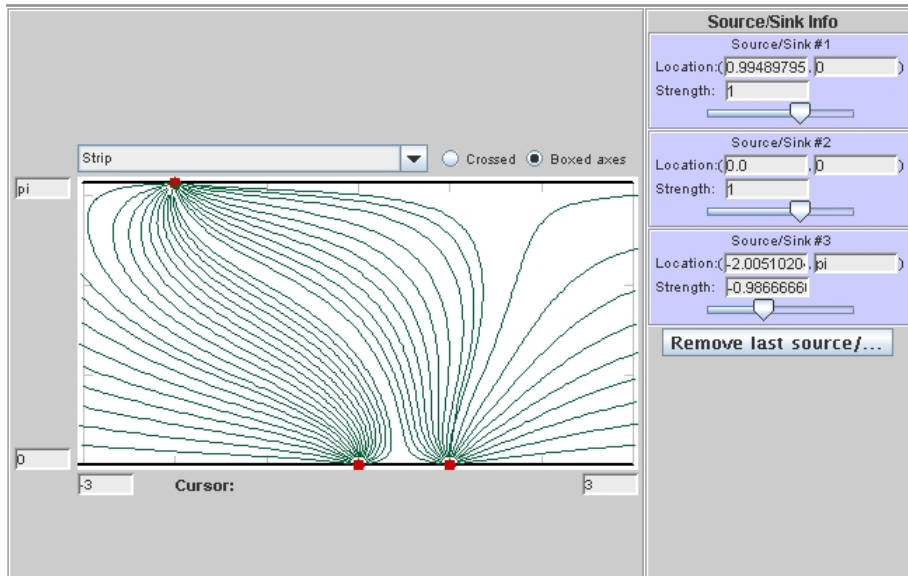 Source/Sink Info
Source/Sink #1
Location:(0.99489795, 0)
Strength: 1
Source/Sink #2
Location:(0.0, 0)
Strength: 1
Source/Sink #3
Location:(-2.0051020, pi)
Strength: -0.9866666
Remove last source/...
Strip
Crossed Boxed axes
pi
0
-3 Cursor: 3